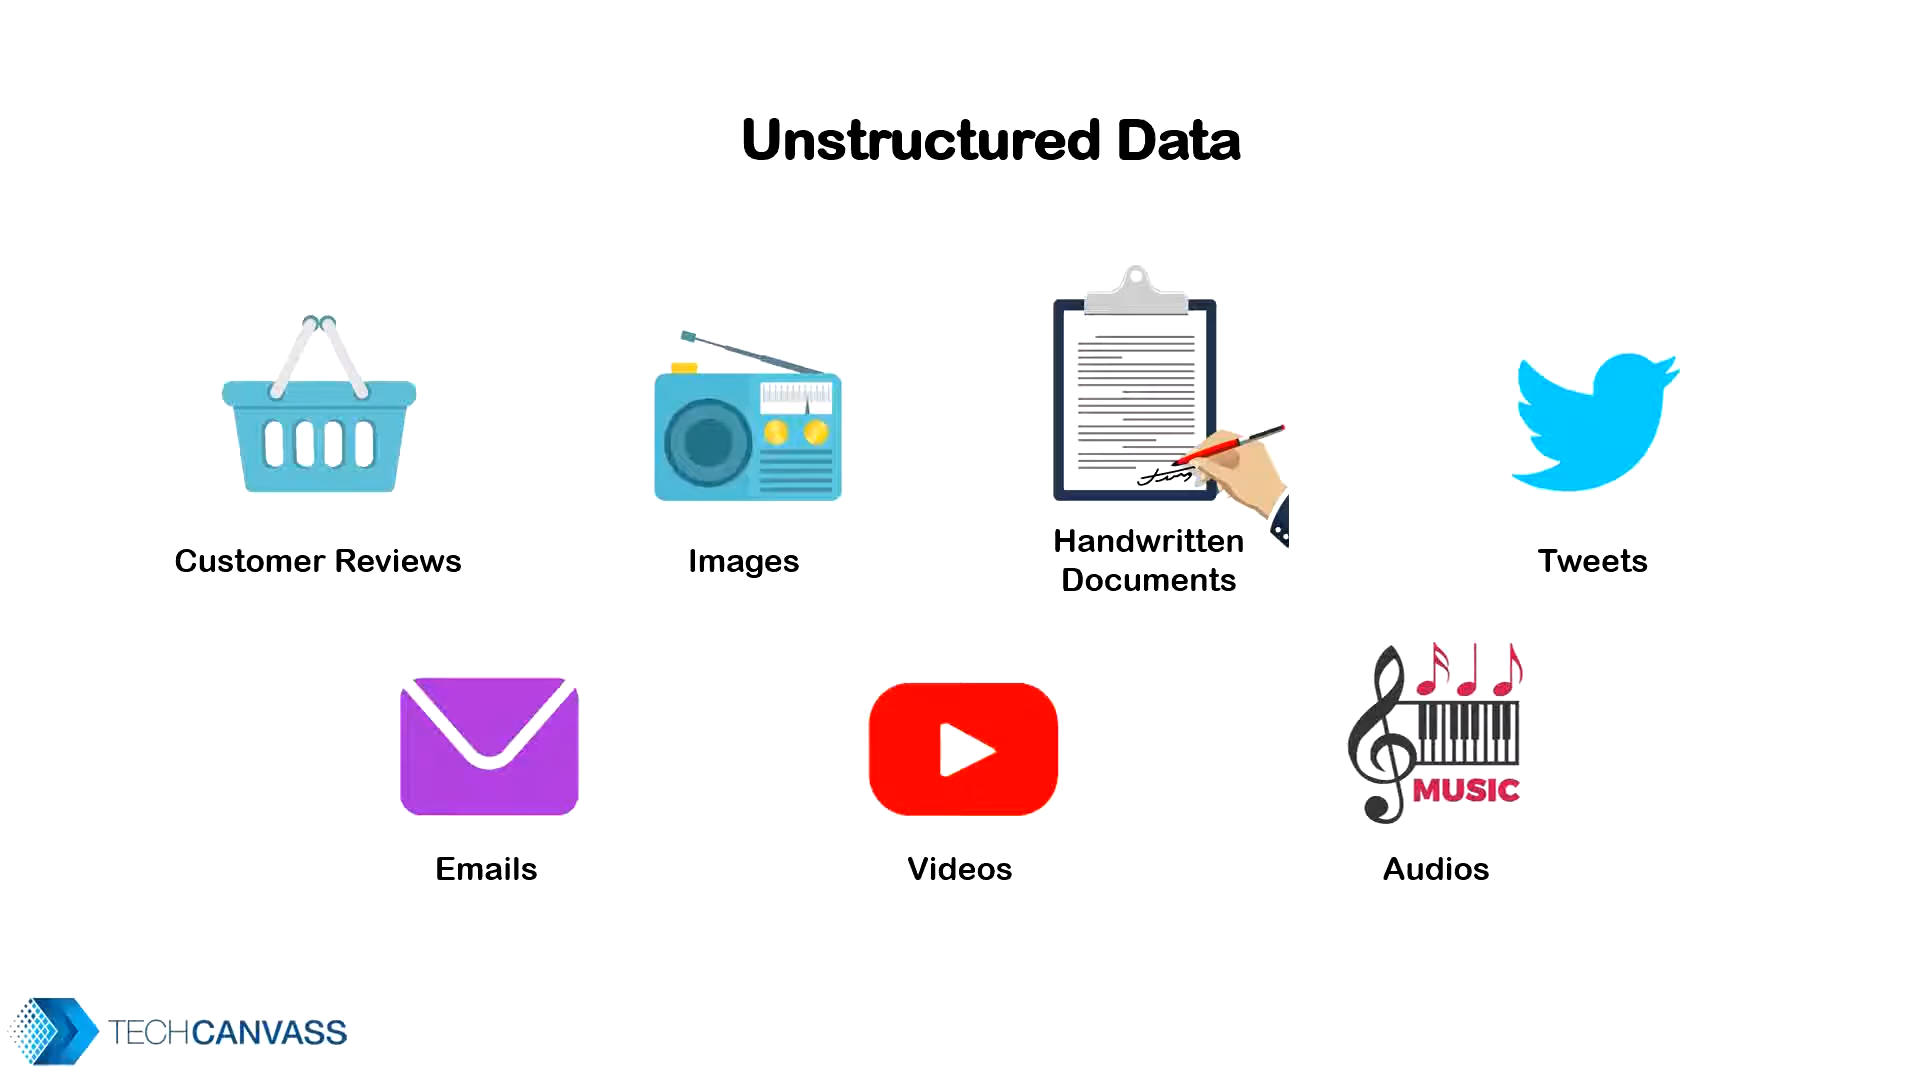 Unstructured Data
Customer Reviews
Images
Handwritten
Documents
Tweets
MUSIC
Emails
Videos
Audios
TECHCANVASS